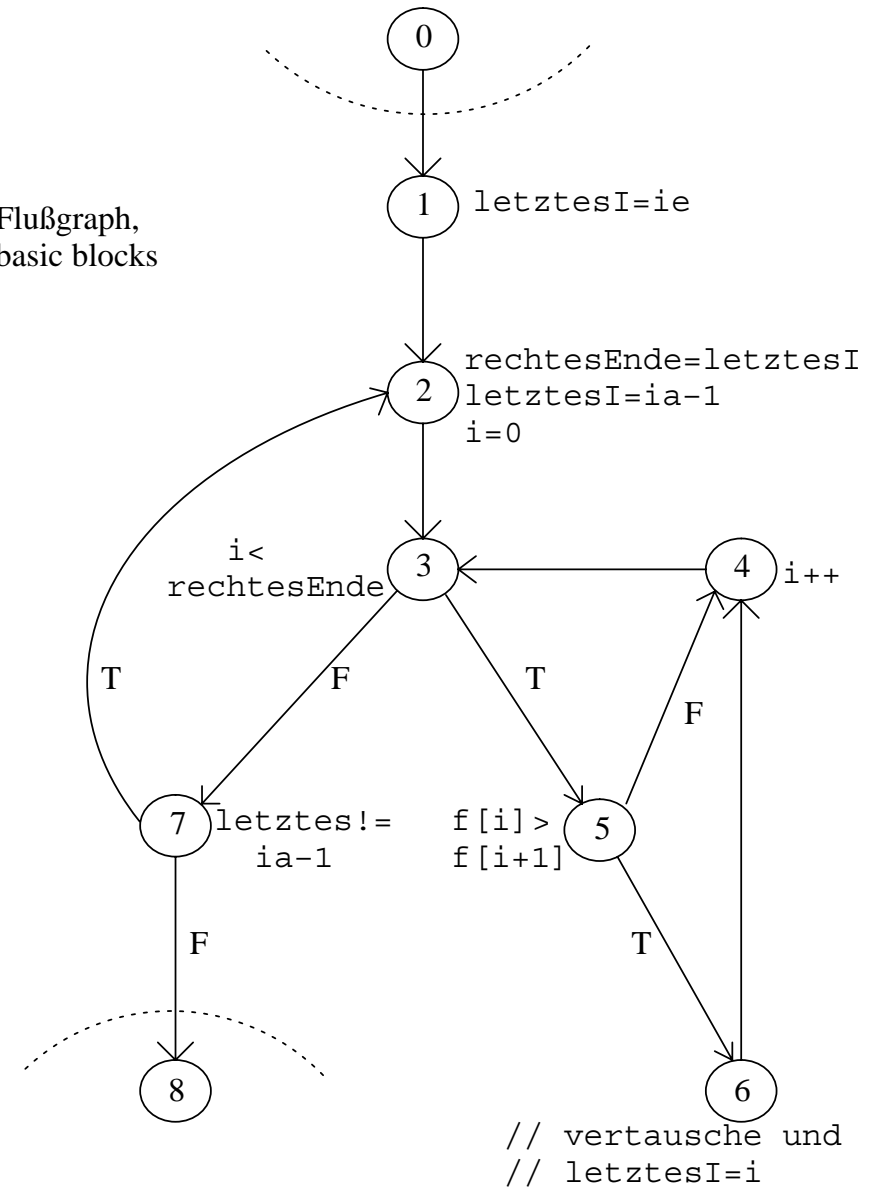 0
1 letztesI=ie
Flußgraph,
basic blocks
2
rechtesEnde=letztesI
letztesI=ia-1
i=0
i<
rechtesEnde
3
4
i++
T
F
T
F
7
letztes!=
ia-1
f[i]>
f[i+1]
5
F
T
8
6
// vertausche und
// letztesI=i